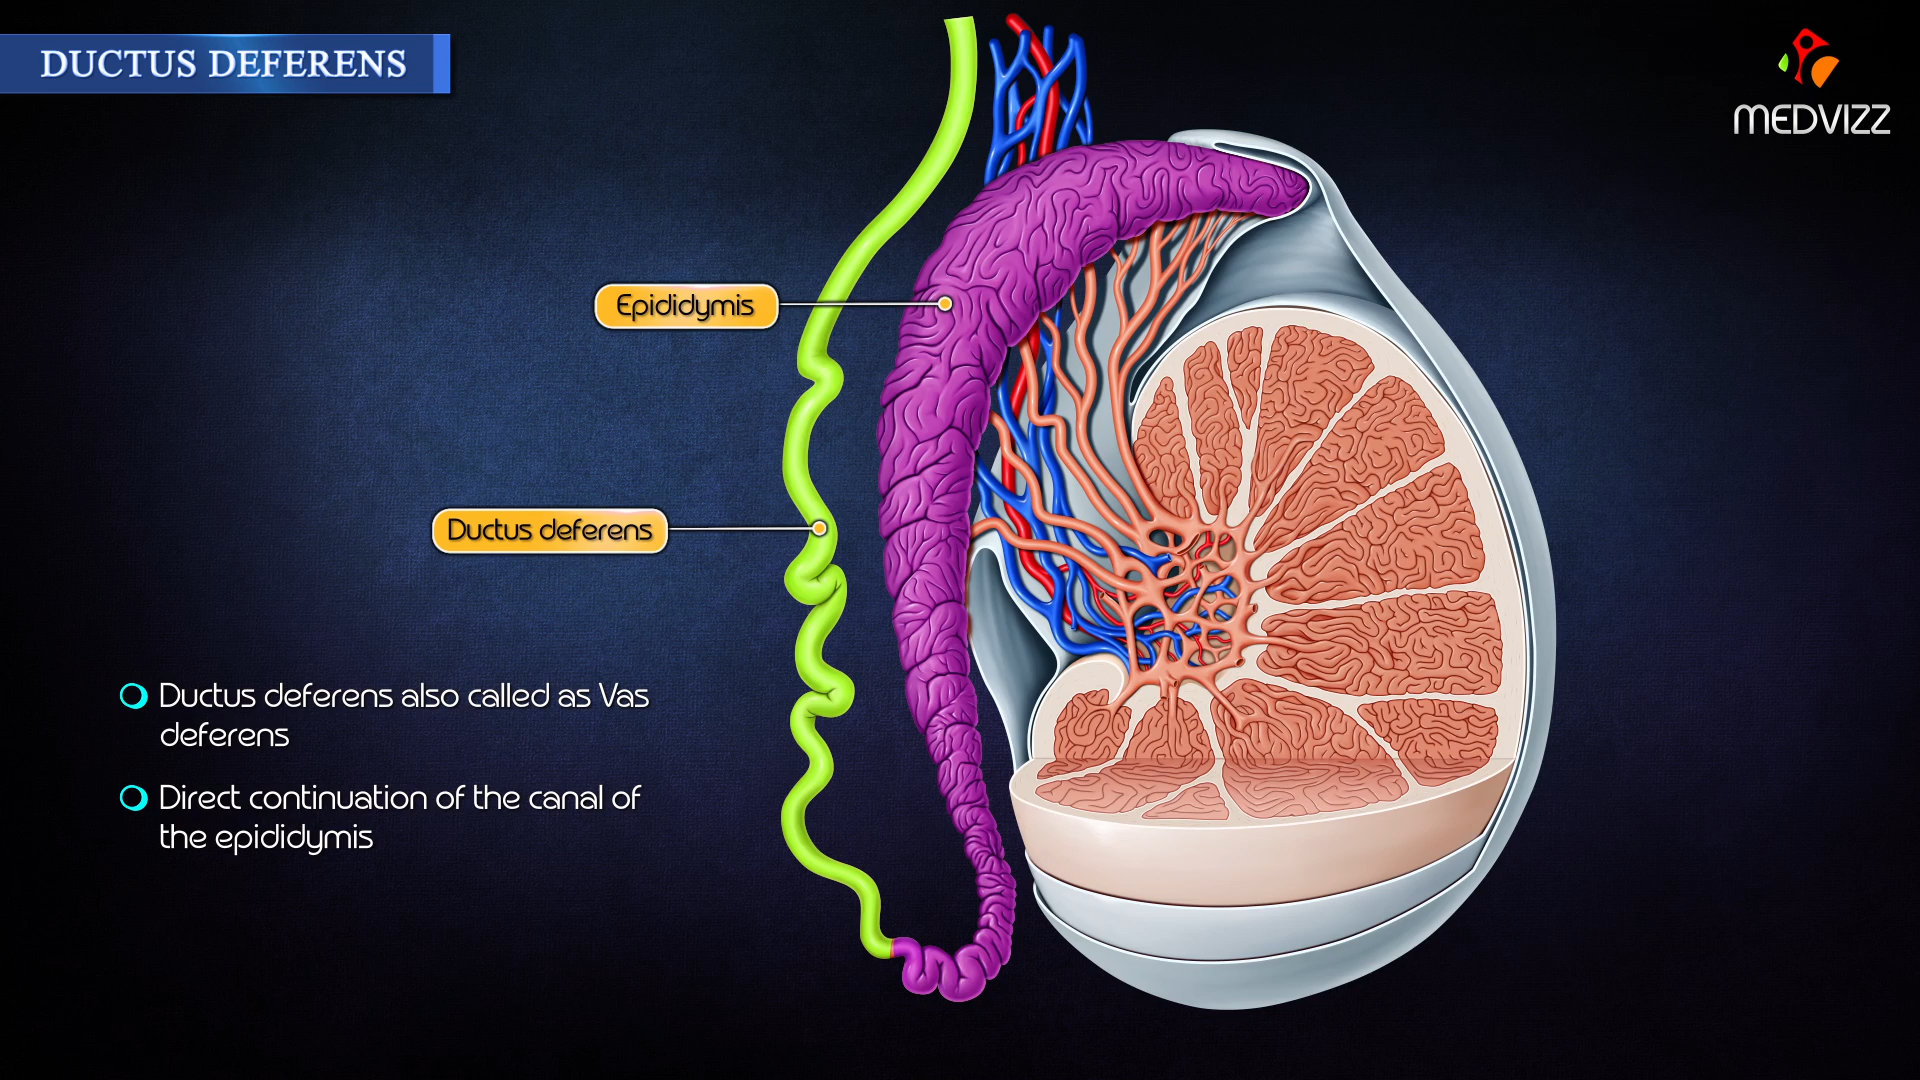 DUCTUS DEFERENS
MEDVIZZ
Epididymis
Ductus deferens
Ductus deferens also called as Vas
deferens
Direct continuation of the canal of
the epididymis